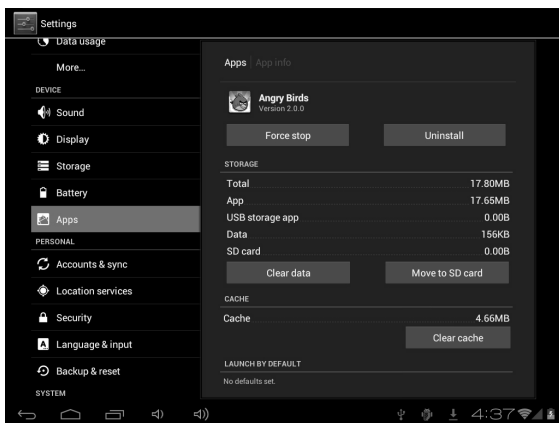 Settings
Data usage
More...
DEVICE
Sound
Display
Storage
Battery
Apps
PERSONAL
Accounts & sync
Location services
Security
Language & input
Backup & reset
SYSTEM
Apps App info
Angry Birds
Version 2.0.0
Force stop Uninstall
STORAGE
Total 17.80MB
App 17.65MB
USB storage app 0.00B
Data 156KB
SD card 0.00B
Clear data Move to SD card
CACHE
Cache 4.66MB
Clear cache
LAUNCH BY DEFAULT
No defaults set.
4:37